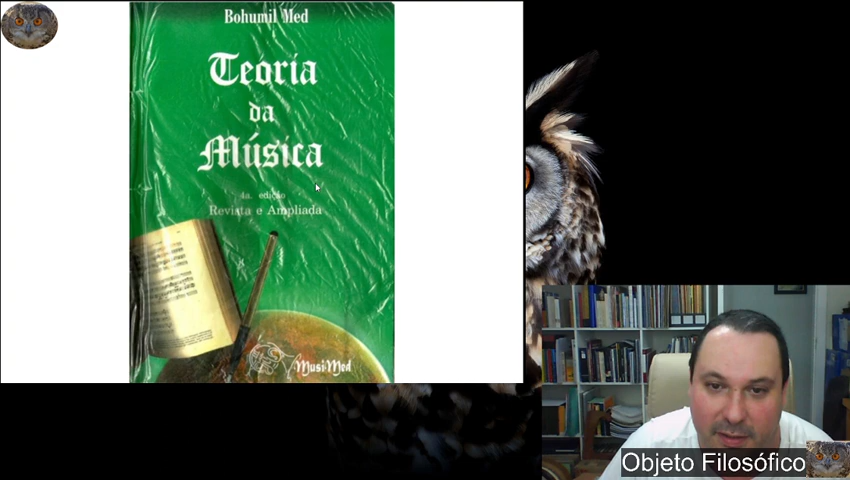 Bohumil Med
Teoria
da
Música
4a. edição
Revista e Ampliada
MusiMed
Objeto Filosófico